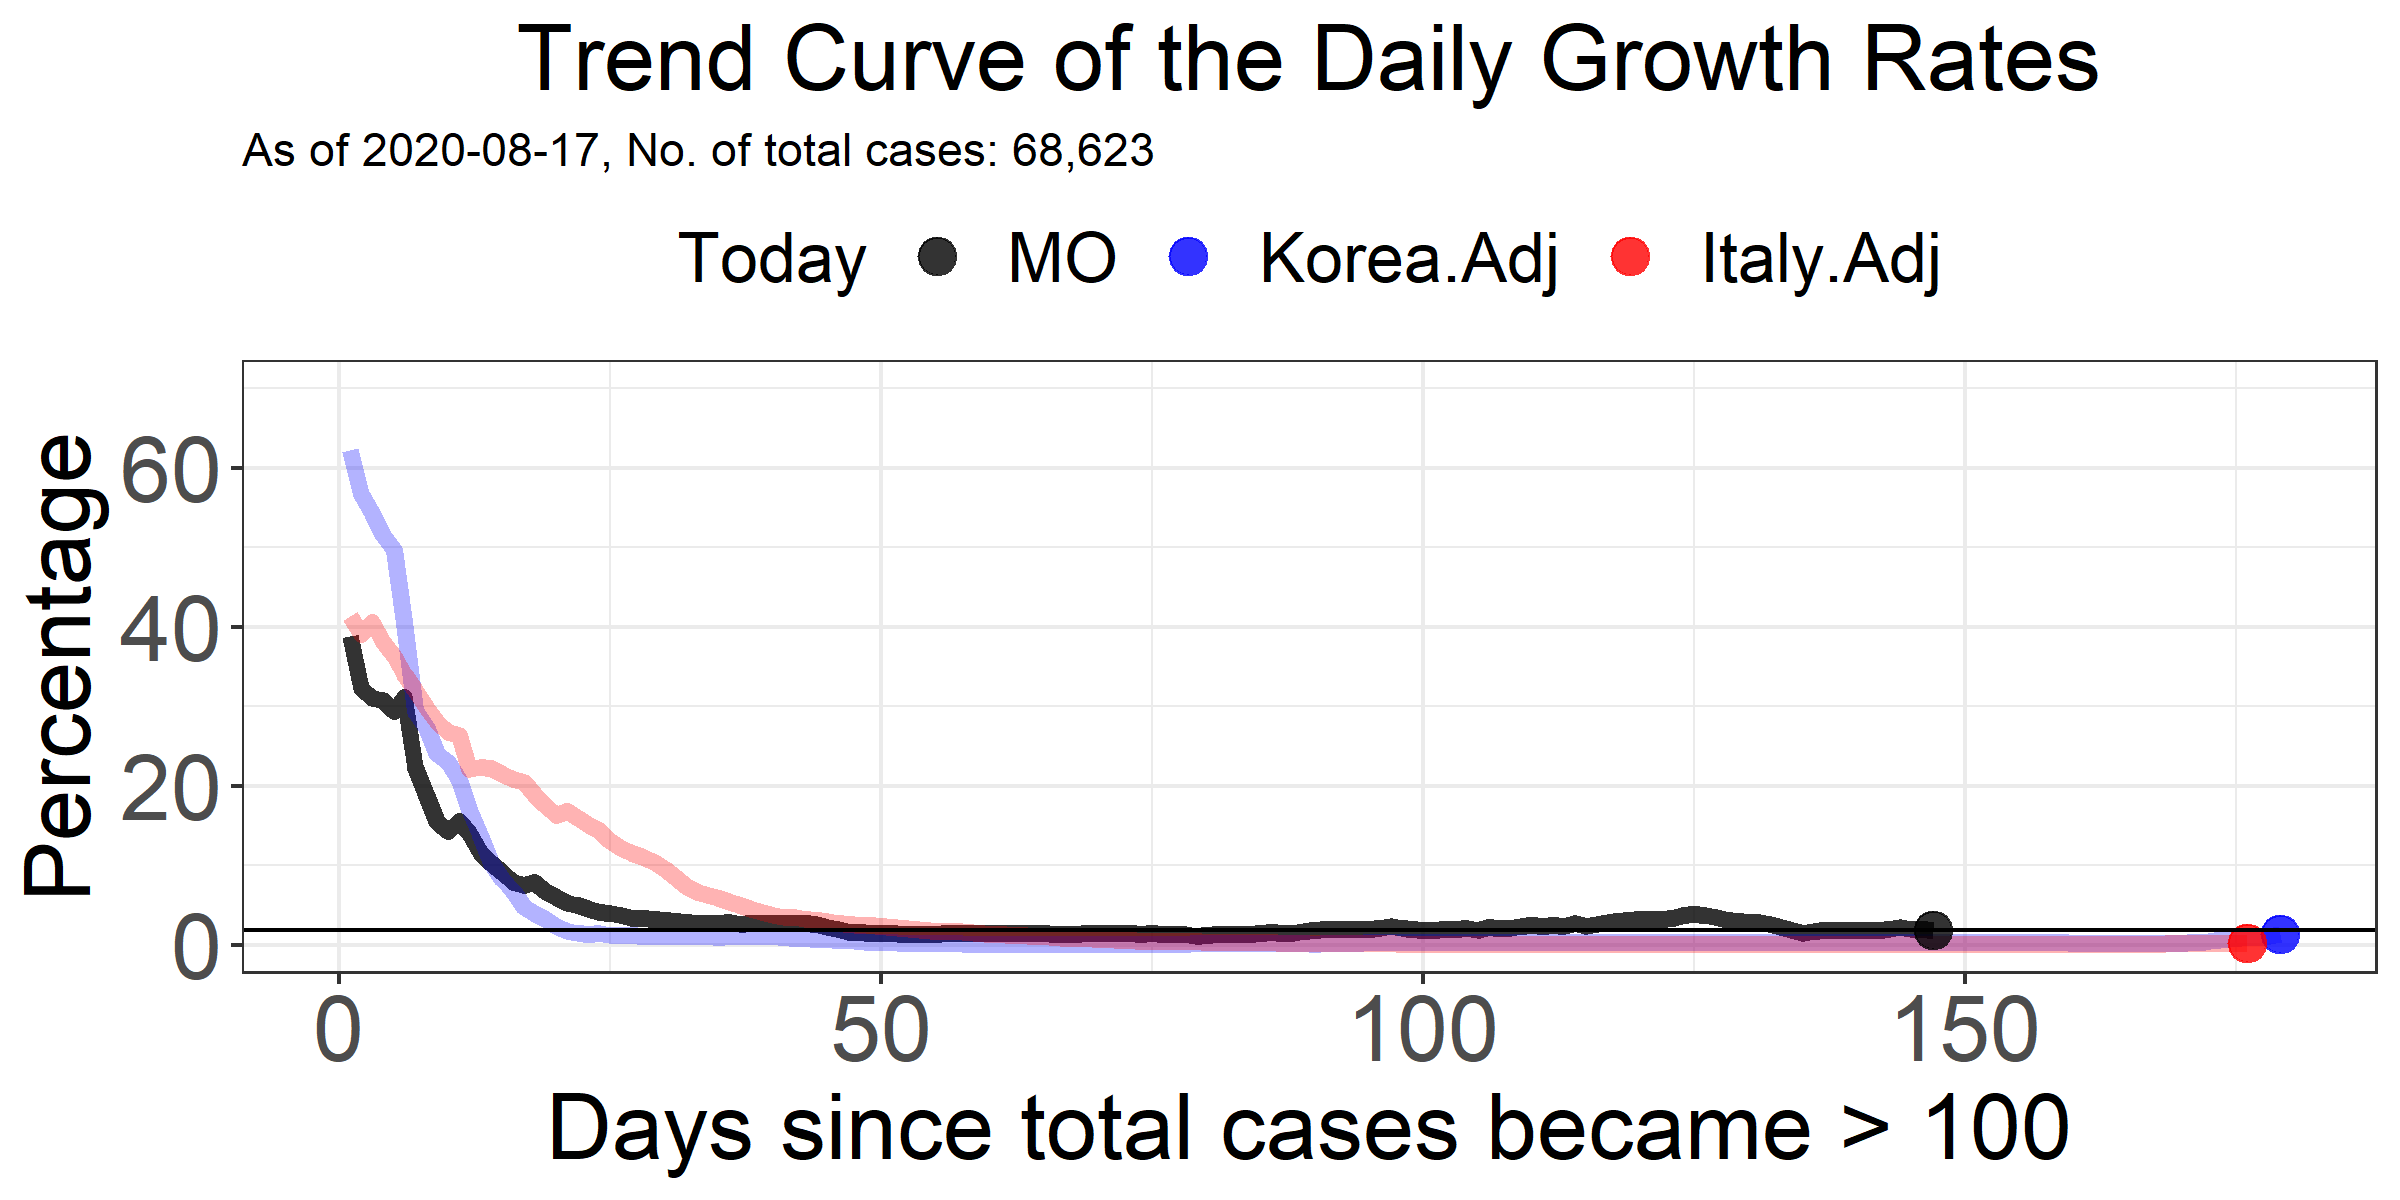 Trend Curve of the Daily Growth Rates
As of 2020-08-17, No. of total cases: 68,623
Today MO Korea.Adj Italy.Adj
Percentage
60
40
20
0
0 50 100 150
Days since total cases became > 100